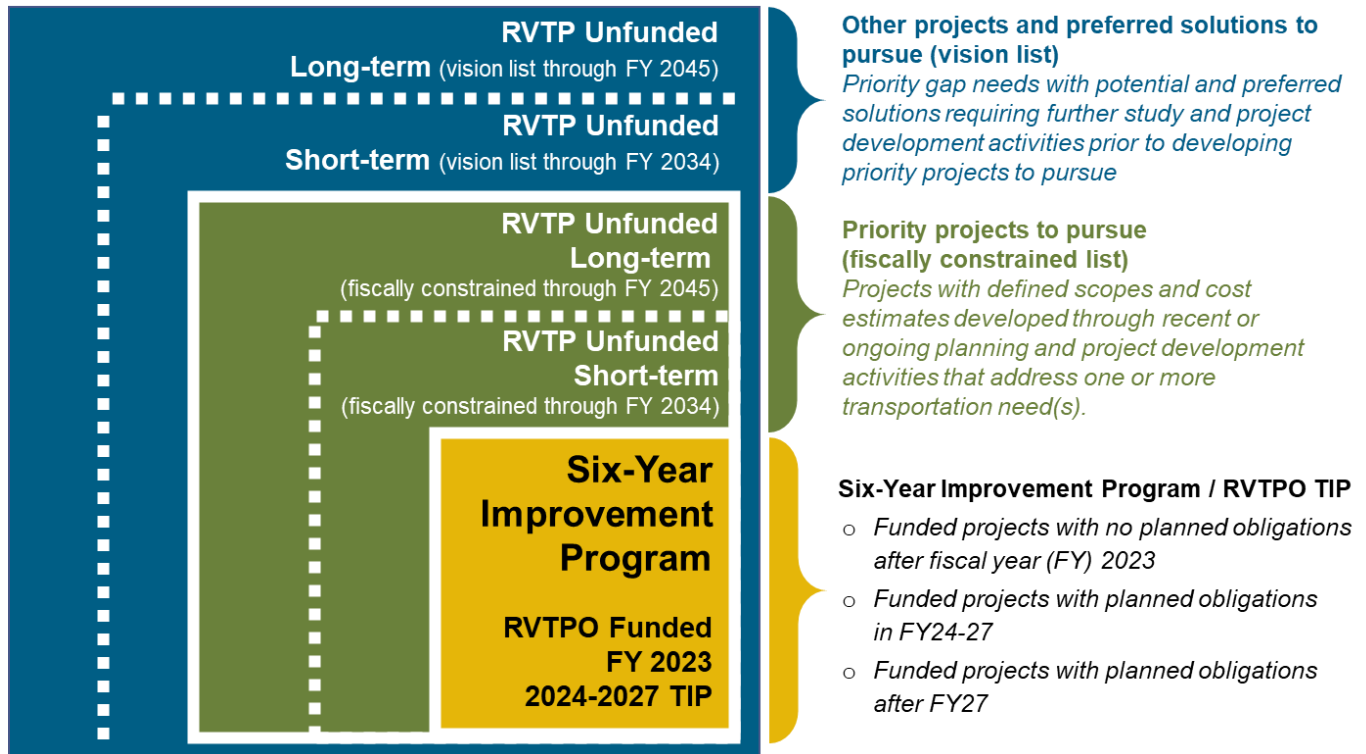 RVTP Unfunded
Long-term (vision list through FY 2045)
RVTP Unfunded
Short-term (vision list through FY 2034)
RVTP Unfunded
Long-term
(fiscally constrained through FY 2045)
RVTP Unfunded
Short-term
(fiscally constrained through FY 2034)
Six-Year
Improvement
Program
RVTPO Funded
FY 2023
2024-2027 TIP
Other projects and preferred solutions to
pursue (vision list)
Priority gap needs with potential and preferred
solutions requiring further study and project
development activities prior to developing
priority projects to pursue
Priority projects to pursue
(fiscally constrained list)
Projects with defined scopes and cost
estimates developed through recent or
ongoing planning and project development
activities that address one or more
transportation need(s).
Six-Year Improvement Program / RVTPO TIP
o Funded projects with no planned obligations
after fiscal year (FY) 2023
o Funded projects with planned obligations
in FY24-27
o Funded projects with planned obligations
after FY27